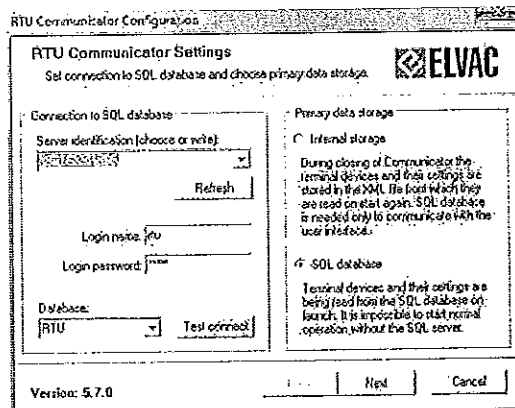 RTU Communicator Configuration
RTU Communicator Settings
Set connection to SQL database and choose primary data storage.
ELVAC
Connection to SQL database
Server identification (choose or write):
Refresh
Login name:
Login password:
Database:
RTU
Test connect
Primary data storage
Internal storage
During closing of Communicator the
terminal devices and their settings are
stored in the XML file from which they
are read on start again. SQL database
is needed only to communicate with the
user interface.
SQL database
Terminal devices and their settings are
being read from the SQL database on
launch. It is impossible to start normal
operation without the SQL server.
Version: 5.7.0
Next
Cancel